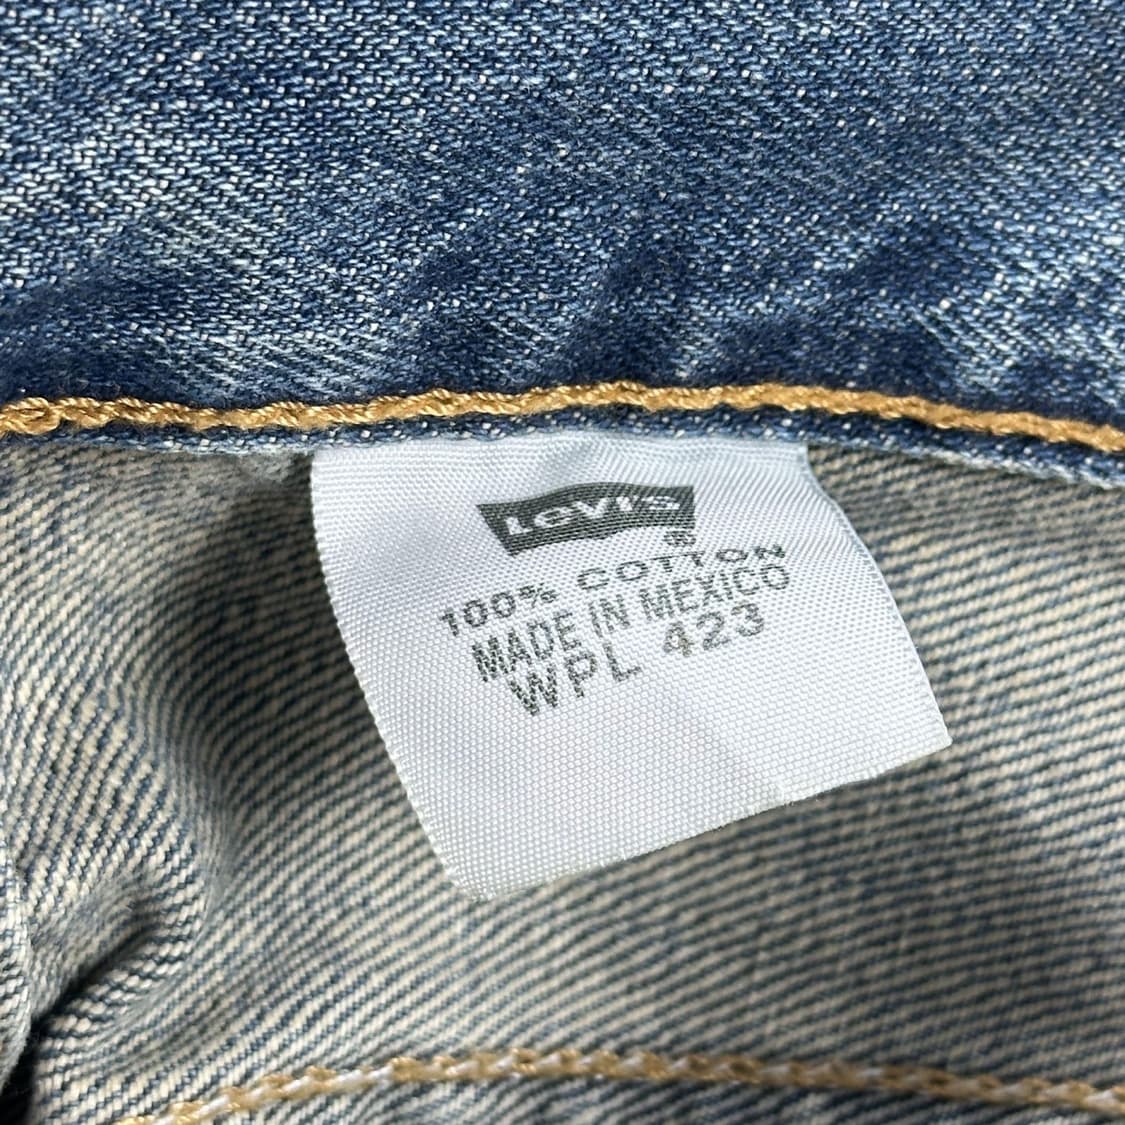 Levi's
®
100% COTTON
MADE IN MEXICO
WPL 423